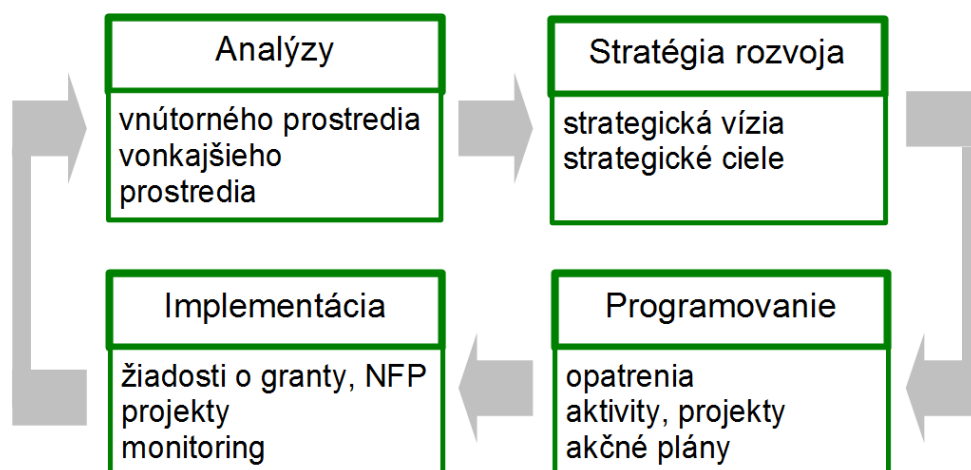 Analýzy
vnútorného prostredia
vonkajšieho
prostredia
Stratégia rozvoja
strategická vízia
strategické ciele
Implementácia
žiadosti o granty, NFP
projekty
monitoring
Programovanie
opatrenia
aktivity, projekty
akčné plány